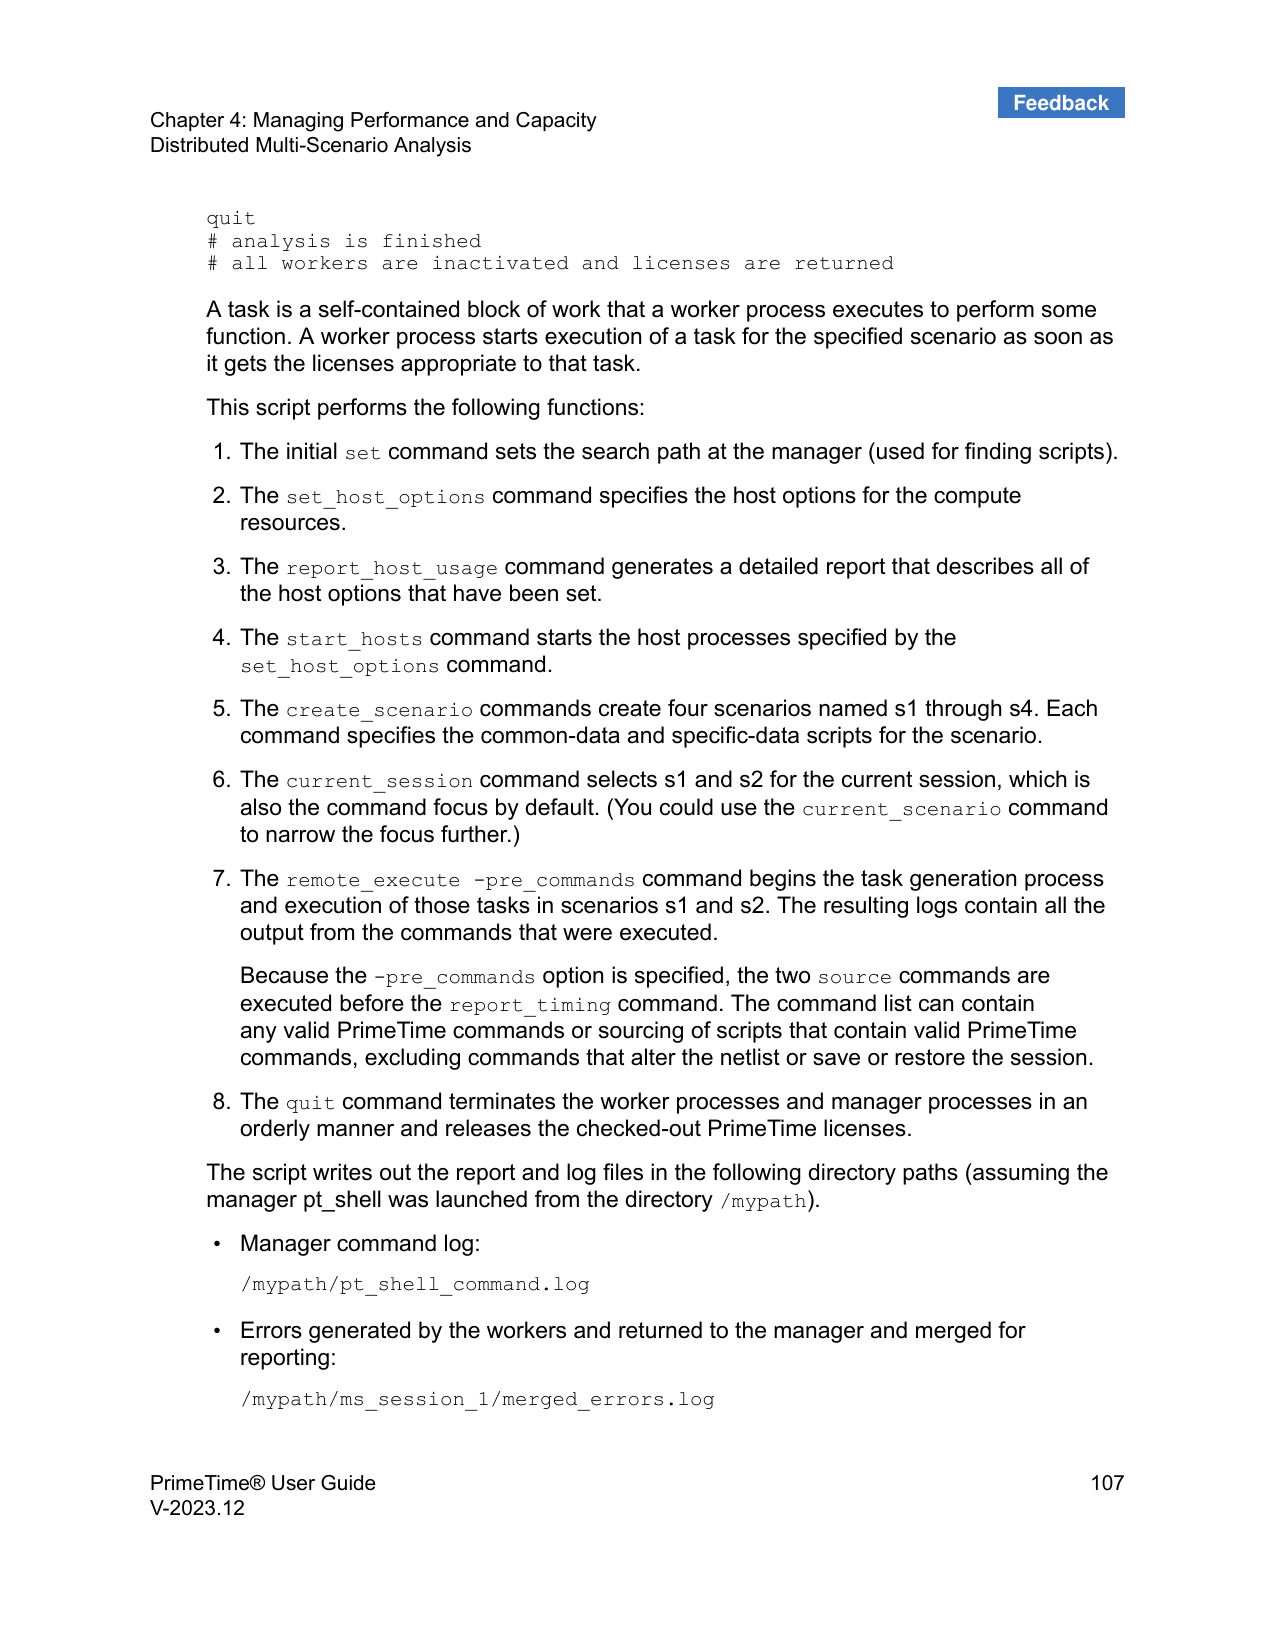 Feedback
Chapter 4: Managing Performance and Capacity
Distributed Multi-Scenario Analysis
quit
# analysis is finished
# all workers are inactivated and licenses are returned
A task is a self-contained block of work that a worker process executes to perform some
function. A worker process starts execution of a task for the specified scenario as soon as
it gets the licenses appropriate to that task.
This script performs the following functions:
1. The initial set command sets the search path at the manager (used for finding scripts).
2. The set_host_options command specifies the host options for the compute
resources.
3. The report_host_usage command generates a detailed report that describes all of
the host options that have been set.
4. The start_hosts command starts the host processes specified by the
set_host_options command.
5. The create_scenario commands create four scenarios named s1 through s4. Each
command specifies the common-data and specific-data scripts for the scenario.
6. The current_session command selects s1 and s2 for the current session, which is
also the command focus by default. (You could use the current_scenario command
to narrow the focus further.)
7. The remote_execute -pre_commands command begins the task generation process
and execution of those tasks in scenarios s1 and s2. The resulting logs contain all the
output from the commands that were executed.
Because the -pre_commands option is specified, the two source commands are
executed before the report_timing command. The command list can contain
any valid PrimeTime commands or sourcing of scripts that contain valid PrimeTime
commands, excluding commands that alter the netlist or save or restore the session.
8. The quit command terminates the worker processes and manager processes in an
orderly manner and releases the checked-out PrimeTime licenses.
The script writes out the report and log files in the following directory paths (assuming the
manager pt_shell was launched from the directory /mypath).
• Manager command log:
/mypath/pt_shell_command.log
• Errors generated by the workers and returned to the manager and merged for
reporting:
/mypath/ms_session_1/merged_errors.log
PrimeTime® User Guide
107
V-2023.12